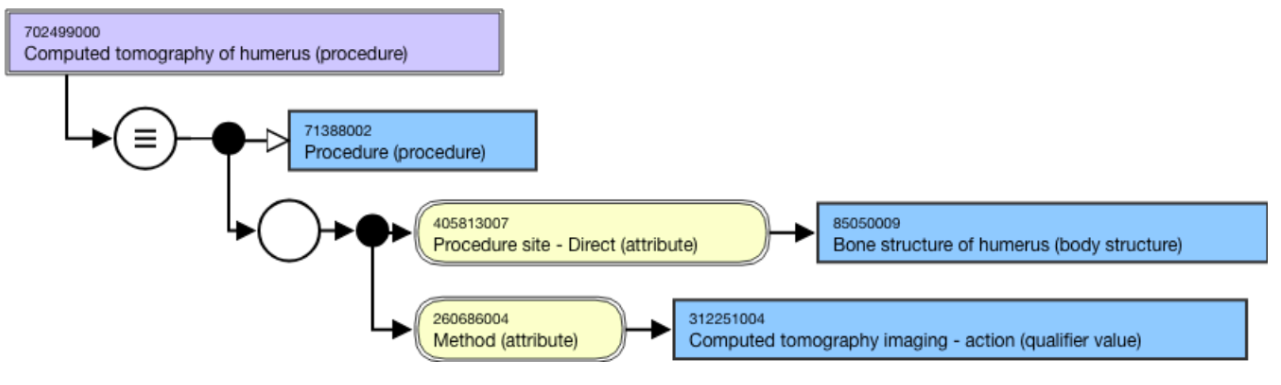 702499000
Computed tomography of humerus (procedure)
71388002
Procedure (procedure)
405813007
Procedure site - Direct (attribute)
85050009
Bone structure of humerus (body structure)
260686004
Method (attribute)
312251004
Computed tomography imaging - action (qualifier value)